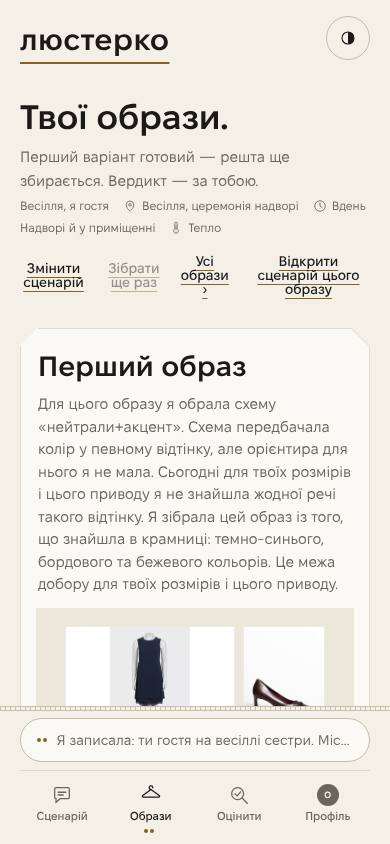 люстерко
Твої образи.
Перший варіант готовий — решта ще
збирається. Вердикт — за тобою.
Весілля, я гостя Весілля, церемонія надворі Вдень
Надворі й у приміщенні Тепло
Змінити
сценарій
Зібрати
ще раз
Усі
образи
›
Відкрити
сценарій цього
образу
Перший образ
Для цього образу я обрала схему
«нейтрали+акцент». Схема передбачала
колір у певному відтінку, але орієнтира для
нього я не мала. Сьогодні для твоїх розмірів
і цього приводу я не знайшла жодної речі
такого відтінку. Я зібрала цей образ із того,
що знайшла в крамниці: темно-синього,
бордового та бежевого кольорів. Це межа
добору для твоїх розмірів і цього приводу.
Я записала: ти гостя на весіллі сестри. Міс...
Сценарій Образи Оцінити О Профіль